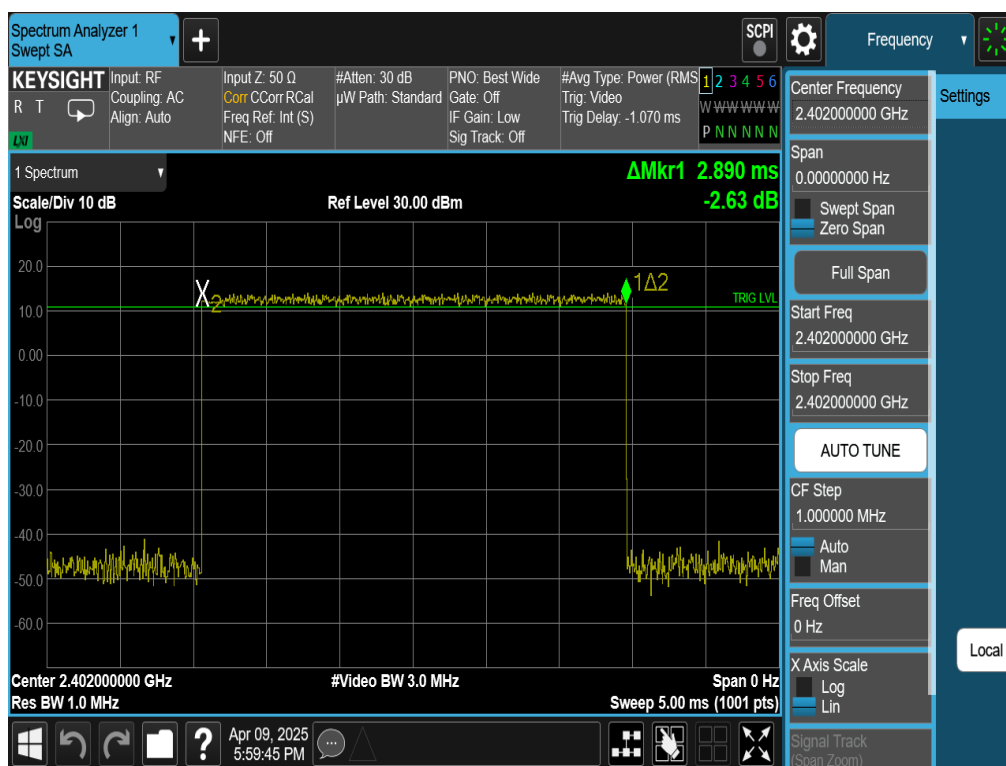 Spectrum Analyzer 1
Swept SA
+
SCPI
Frequency
KEYSIGHT
R T
LXI
Input: RF
Coupling: AC
Align: Auto
Input Z: 50 Ω
Corr CCorr RCal
Freq Ref: Int (S)
NFE: Off
#Atten: 30 dB
µW Path: Standard
PNO: Best Wide
Gate: Off
IF Gain: Low
Sig Track: Off
#Avg Type: Power (RMS
Trig: Video
Trig Delay: -1.070 ms
1 2 3 4 5 6
W W W W W W
P N N N N N
1 Spectrum
ΔMkr1 2.890 ms
-2.63 dB
Scale/Div 10 dB
Ref Level 30.00 dBm
Log
20.0
10.0
0.00
-10.0
-20.0
-30.0
-40.0
-50.0
-60.0
X2
1Δ2
TRIG LVL
Center 2.402000000 GHz
#Video BW 3.0 MHz
Span 0 Hz
Res BW 1.0 MHz
Sweep 5.00 ms (1001 pts)
Center Frequency
2.402000000 GHz
Span
0.00000000 Hz
Swept Span
Zero Span
Full Span
Start Freq
2.402000000 GHz
Stop Freq
2.402000000 GHz
AUTO TUNE
CF Step
1.000000 MHz
Auto
Man
Freq Offset
0 Hz
X Axis Scale
Log
Lin
Signal Track
(Span Zoom)
Settings
Local
?
Apr 09, 2025
5:59:45 PM